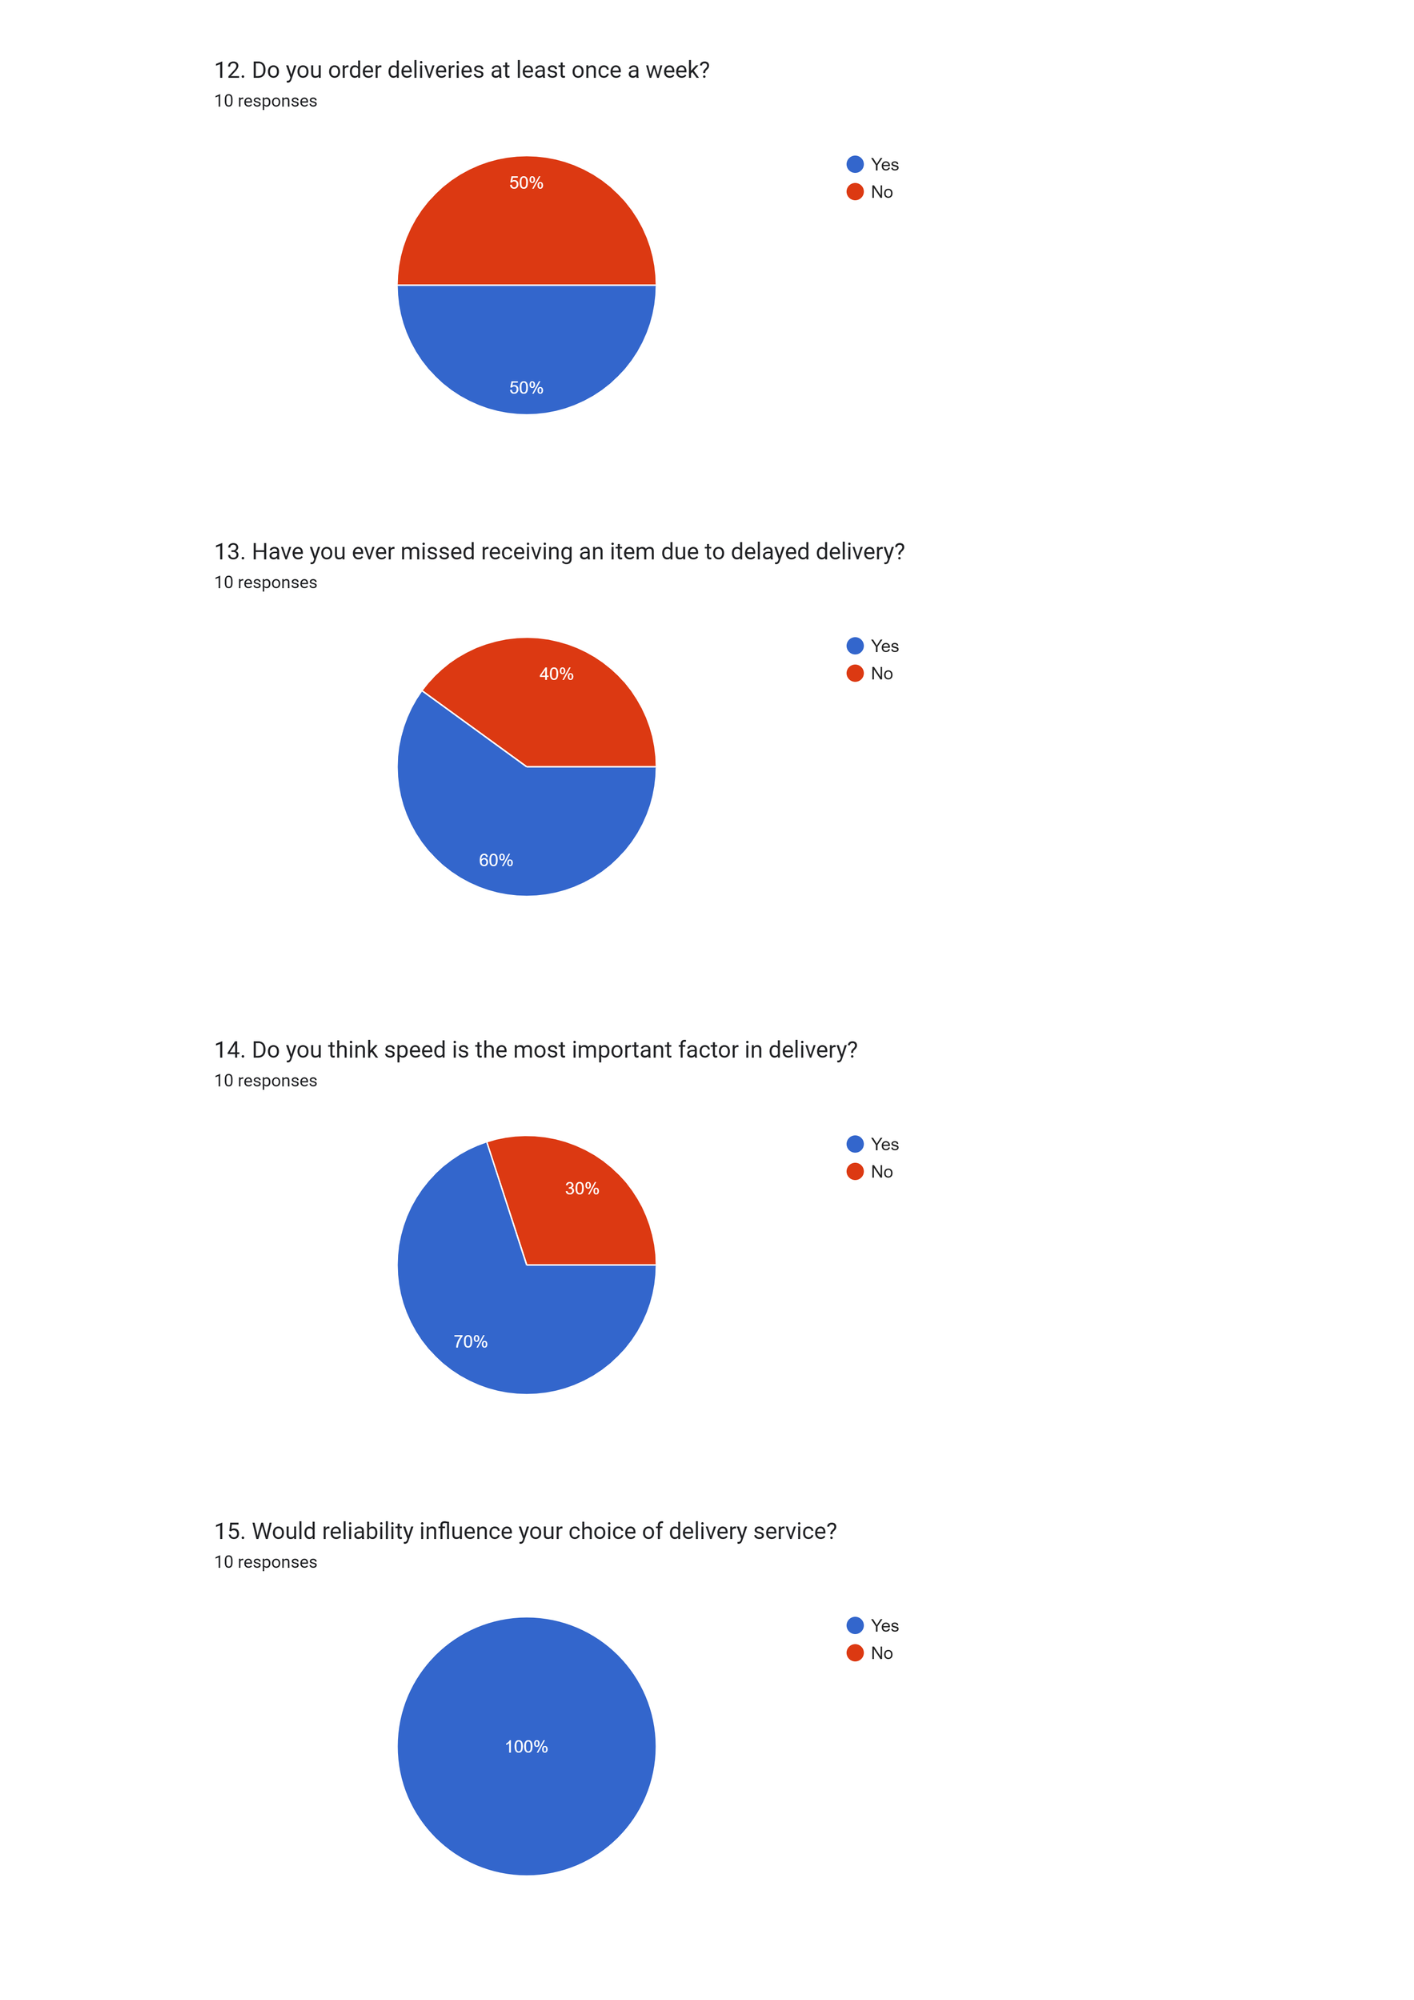 12. Do you order deliveries at least once a week?
10 responses
Yes
No
50%
50%
13. Have you ever missed receiving an item due to delayed delivery?
10 responses
Yes
No
40%
60%
14. Do you think speed is the most important factor in delivery?
10 responses
Yes
No
30%
70%
15. Would reliability influence your choice of delivery service?
10 responses
Yes
No
100%